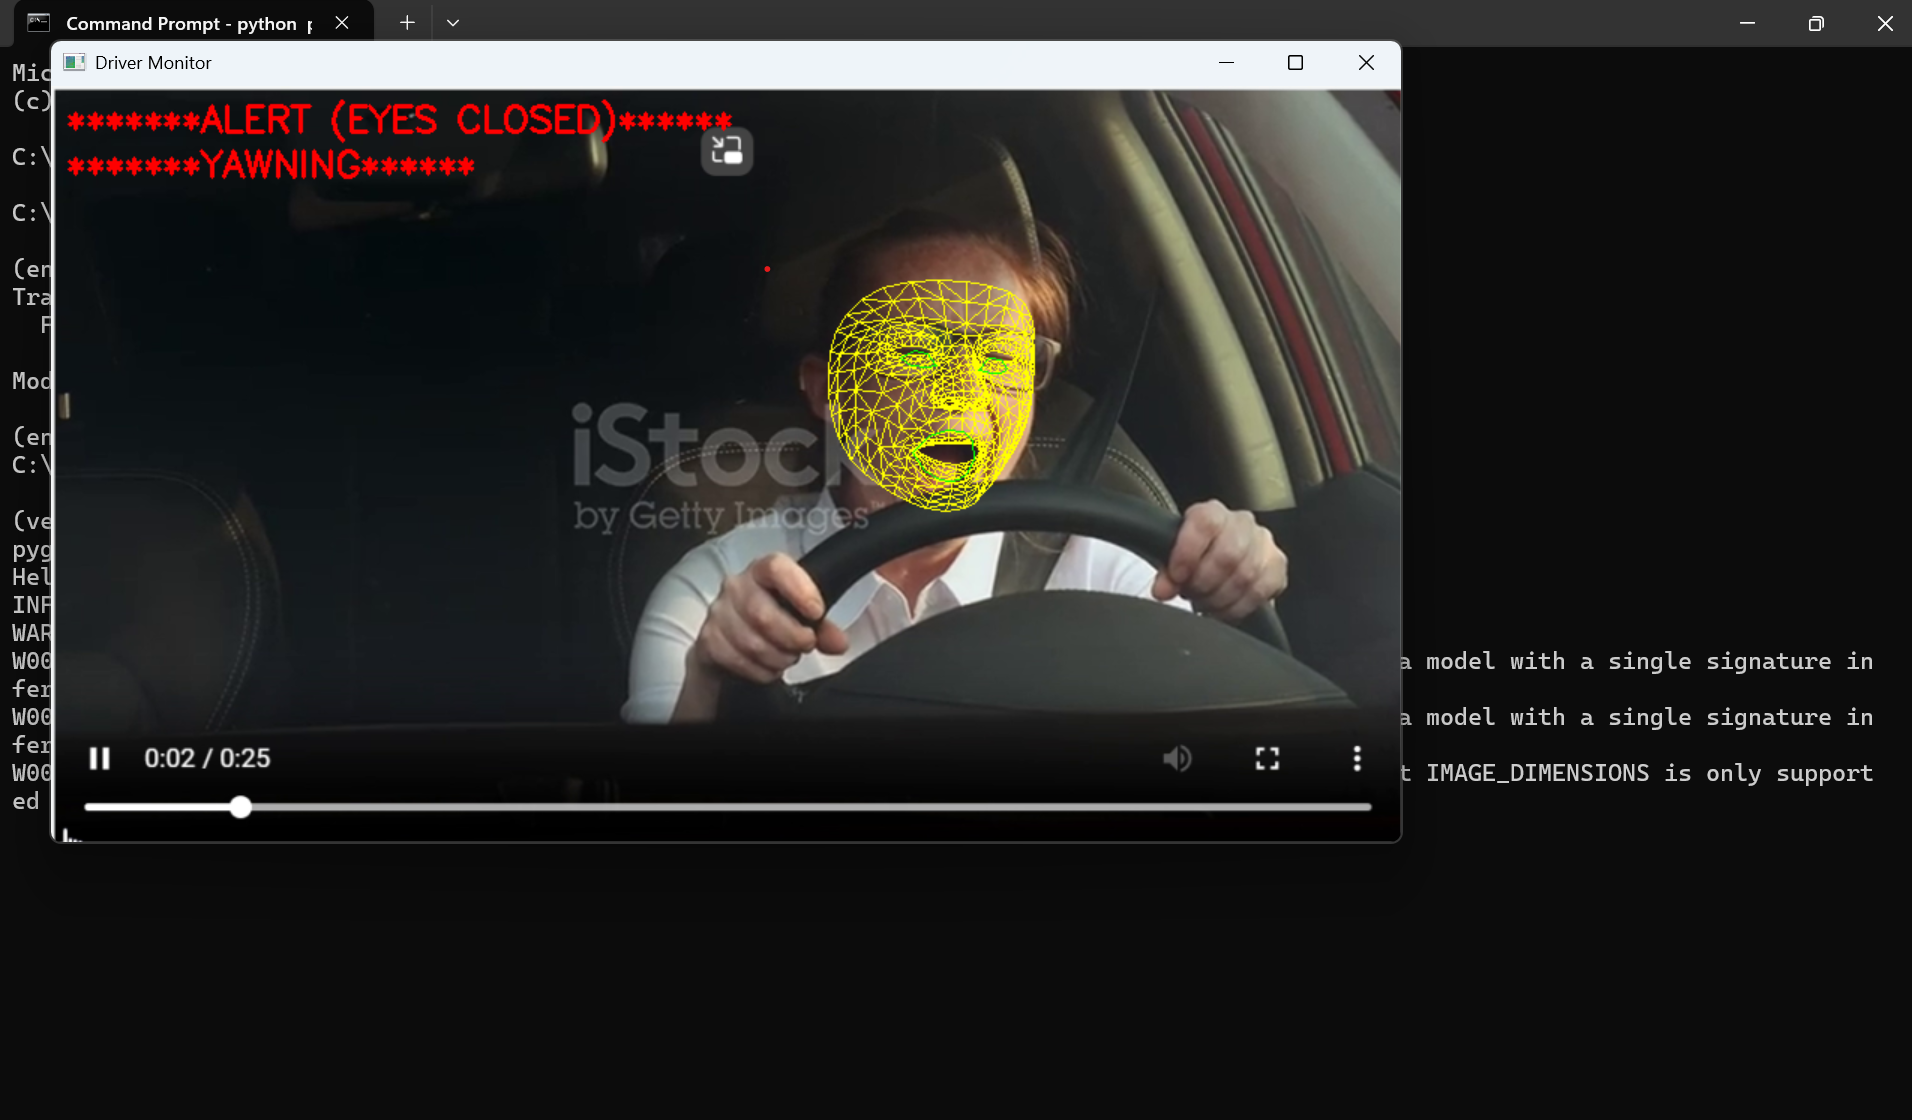 Command Prompt - python p
Driver Monitor
*******ALERT (EYES CLOSED)******
*******YAWNING******
Mic
(c)
C:\
C:\
(en
Tra
F
Mod
(en
C:\
(ve
pyg
Hel
INF
WAR
W00 a model with a single signature in
fer
W00 a model with a single signature in
fer
W00 t IMAGE_DIMENSIONS is only support
ed
iStock
by Getty Images™
0:02 / 0:25